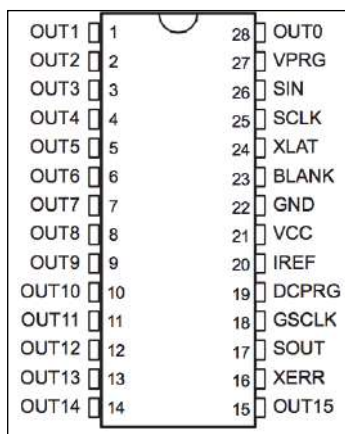 OUT1 1 28 OUT0
OUT2 2 27 VPRG
OUT3 3 26 SIN
OUT4 4 25 SCLK
OUT5 5 24 XLAT
OUT6 6 23 BLANK
OUT7 7 22 GND
OUT8 8 21 VCC
OUT9 9 20 IREF
OUT10 10 19 DCPRG
OUT11 11 18 GSCLK
OUT12 12 17 SOUT
OUT13 13 16 XERR
OUT14 14 15 OUT15